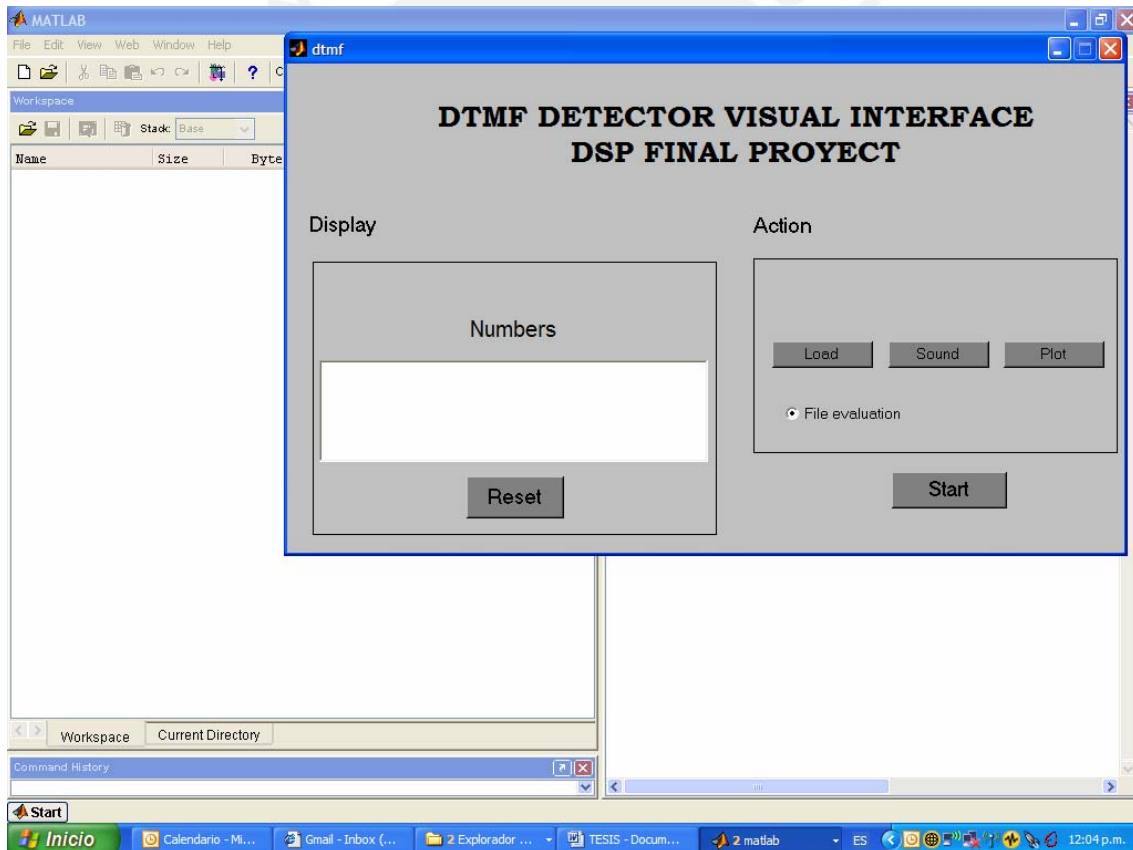 MATLAB
File Edit View Web Window Help
Workspace
Stack: Base
Name Size Byte
dtmf
DTMF DETECTOR VISUAL INTERFACE
DSP FINAL PROYECT
Display
Action
Numbers
Load Sound Plot
File evaluation
Reset
Start
Workspace Current Directory
Command History
Start
Inicio Calendario - Mi... Gmail - Inbox (... 2 Explorador ... TESIS - Docum... 2 matlab ES 12:04 p.m.